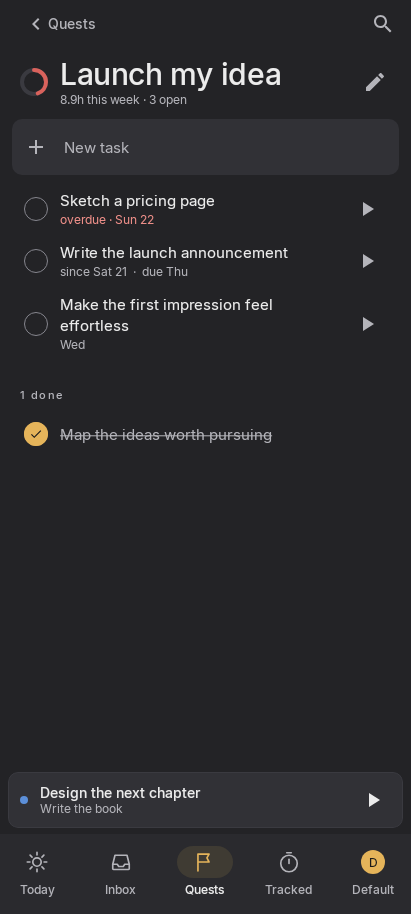 Quests
Launch my idea
8.9h this week · 3 open
New task
Sketch a pricing page
overdue · Sun 22
Write the launch announcement
since Sat 21 · due Thu
Make the first impression feel
effortless
Wed
1 done
Map the ideas worth pursuing
Design the next chapter
Write the book
D
Today
Inbox
Quests
Tracked
Default